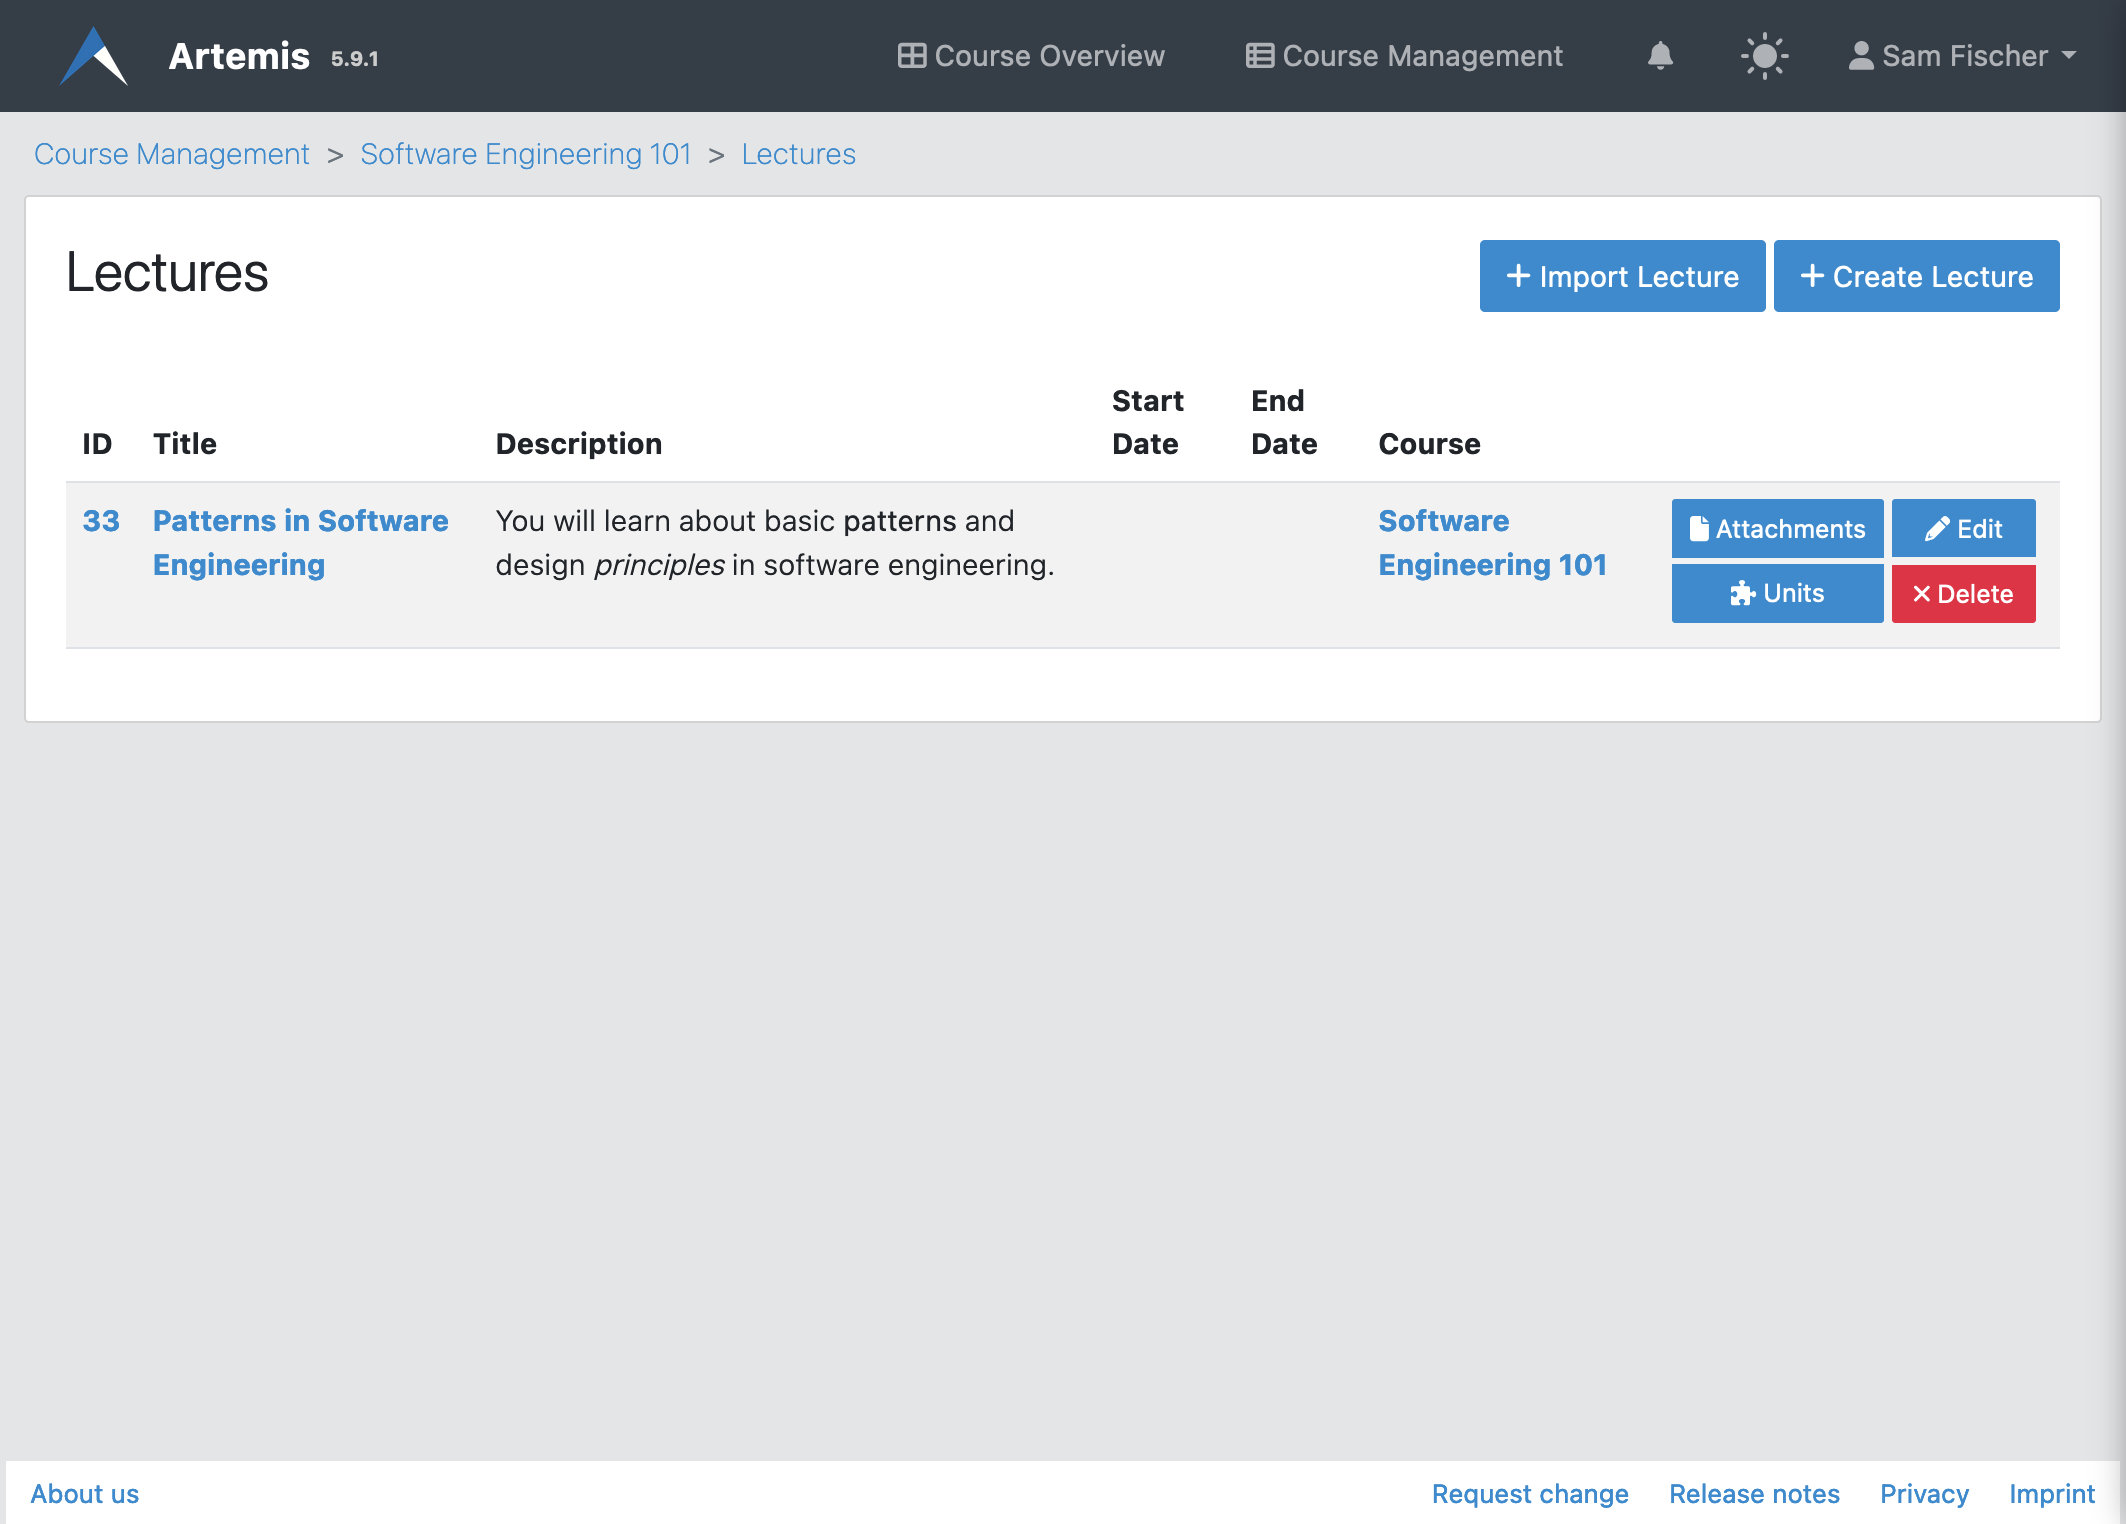 Artemis 5.9.1 Course Overview Course Management Sam Fischer
Course Management > Software Engineering 101 > Lectures
Lectures
+ Import Lecture + Create Lecture
ID Title Description Start Date End Date Course
33 Patterns in Software Engineering
You will learn about basic patterns and
design principles in software engineering.
Software
Engineering 101
Attachments Edit
Units × Delete
About us Request change Release notes Privacy Imprint